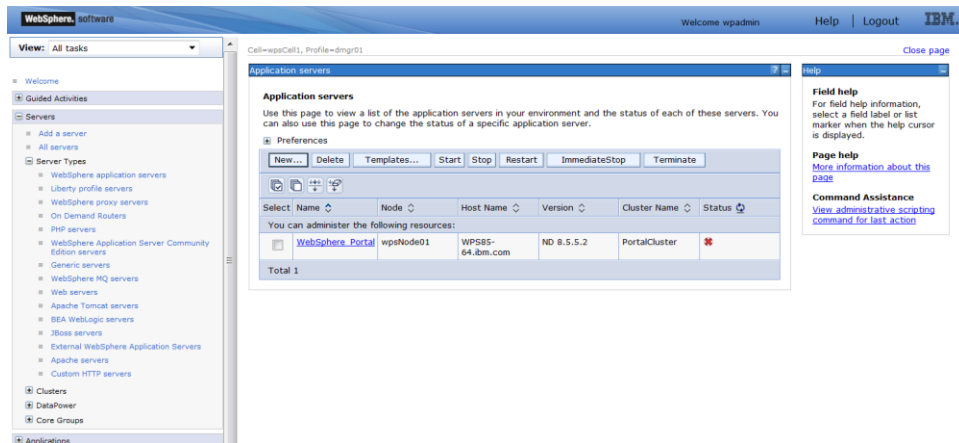 WebSphere. software
Welcome wpadmin
Help | Logout
IBM.
View: All tasks
Welcome
Guided Activities
Servers
Add a server
All servers
Server Types
WebSphere application servers
Liberty profile servers
WebSphere proxy servers
On Demand Routers
PHP servers
WebSphere Application Server Community
Edition servers
Generic servers
WebSphere MQ servers
Web servers
Apache Tomcat servers
BEA WebLogic servers
JBoss servers
External WebSphere Application Servers
Apache servers
Custom HTTP servers
Clusters
DataPower
Core Groups
Applications
Cell=wpsCell1, Profile=dmgr01
Close page
Application servers
Application servers
Use this page to view a list of the application servers in your environment and the status of each of these servers. You
can also use this page to change the status of a specific application server.
Preferences
New... Delete Templates... Start Stop Restart ImmediateStop Terminate
Select Name Node Host Name Version Cluster Name Status
You can administer the following resources:
WebSphere_Portal wpsNode01 WPS85- ND 8.5.5.2 PortalCluster
64.ibm.com
Total 1
Help
Field help
For field help information,
select a field label or list
marker when the help cursor
is displayed.
Page help
More information about this
page
Command Assistance
View administrative scripting
command for last action